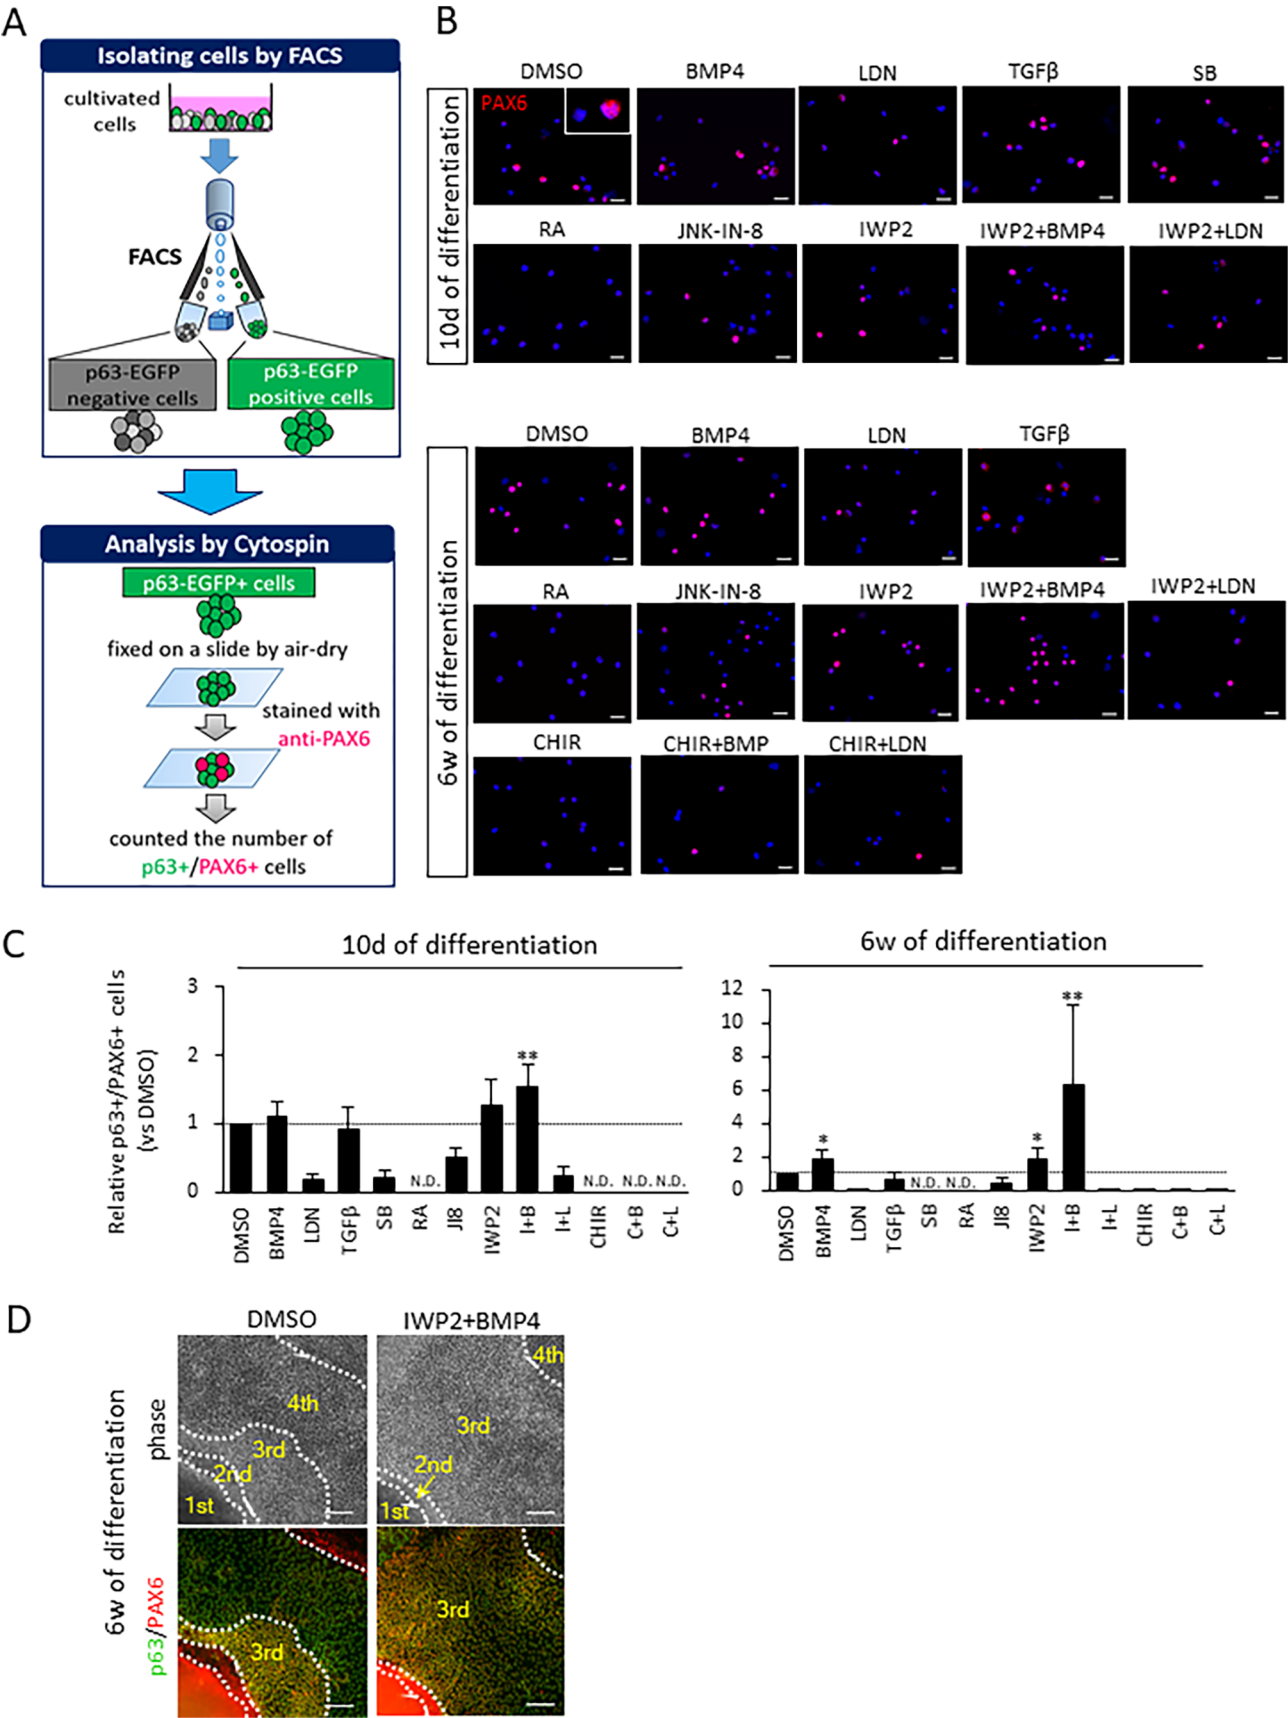 A
Isolating cells by FACS
cultivated
cells
FACS
p63-EGFP
negative cells
p63-EGFP
positive cells
Analysis by Cytospin
p63-EGFP+ cells
fixed on a slide by air-dry
stained with
anti-PAX6
counted the number of
p63+/PAX6+ cells
B
10d of differentiation
DMSO
BMP4
LDN
TGFβ
SB
PAX6
RA
JNK-IN-8
IWP2
IWP2+BMP4
IWP2+LDN
6w of differentiation
DMSO
BMP4
LDN
TGFβ
RA
JNK-IN-8
IWP2
IWP2+BMP4
IWP2+LDN
CHIR
CHIR+BMP
CHIR+LDN
C
Relative p63+/PAX6+ cells
(vs DMSO)
10d of differentiation
3
2
1
0
**
N.D.
N.D.
N.D.
N.D.
DMSO
BMP4
LDN
TGFβ
SB
RA
JI8
IWP2
I+B
I+L
CHIR
C+B
C+L
6w of differentiation
12
10
8
6
4
2
0
*
N.D.
N.D.
*
**
DMSO
BMP4
LDN
TGFβ
SB
RA
JI8
IWP2
I+B
I+L
CHIR
C+B
C+L
D
DMSO
IWP2+BMP4
6w of differentiation
phase
4th
3rd
2nd
1st
4th
3rd
2nd
1st
p63/PAX6
3rd
3rd